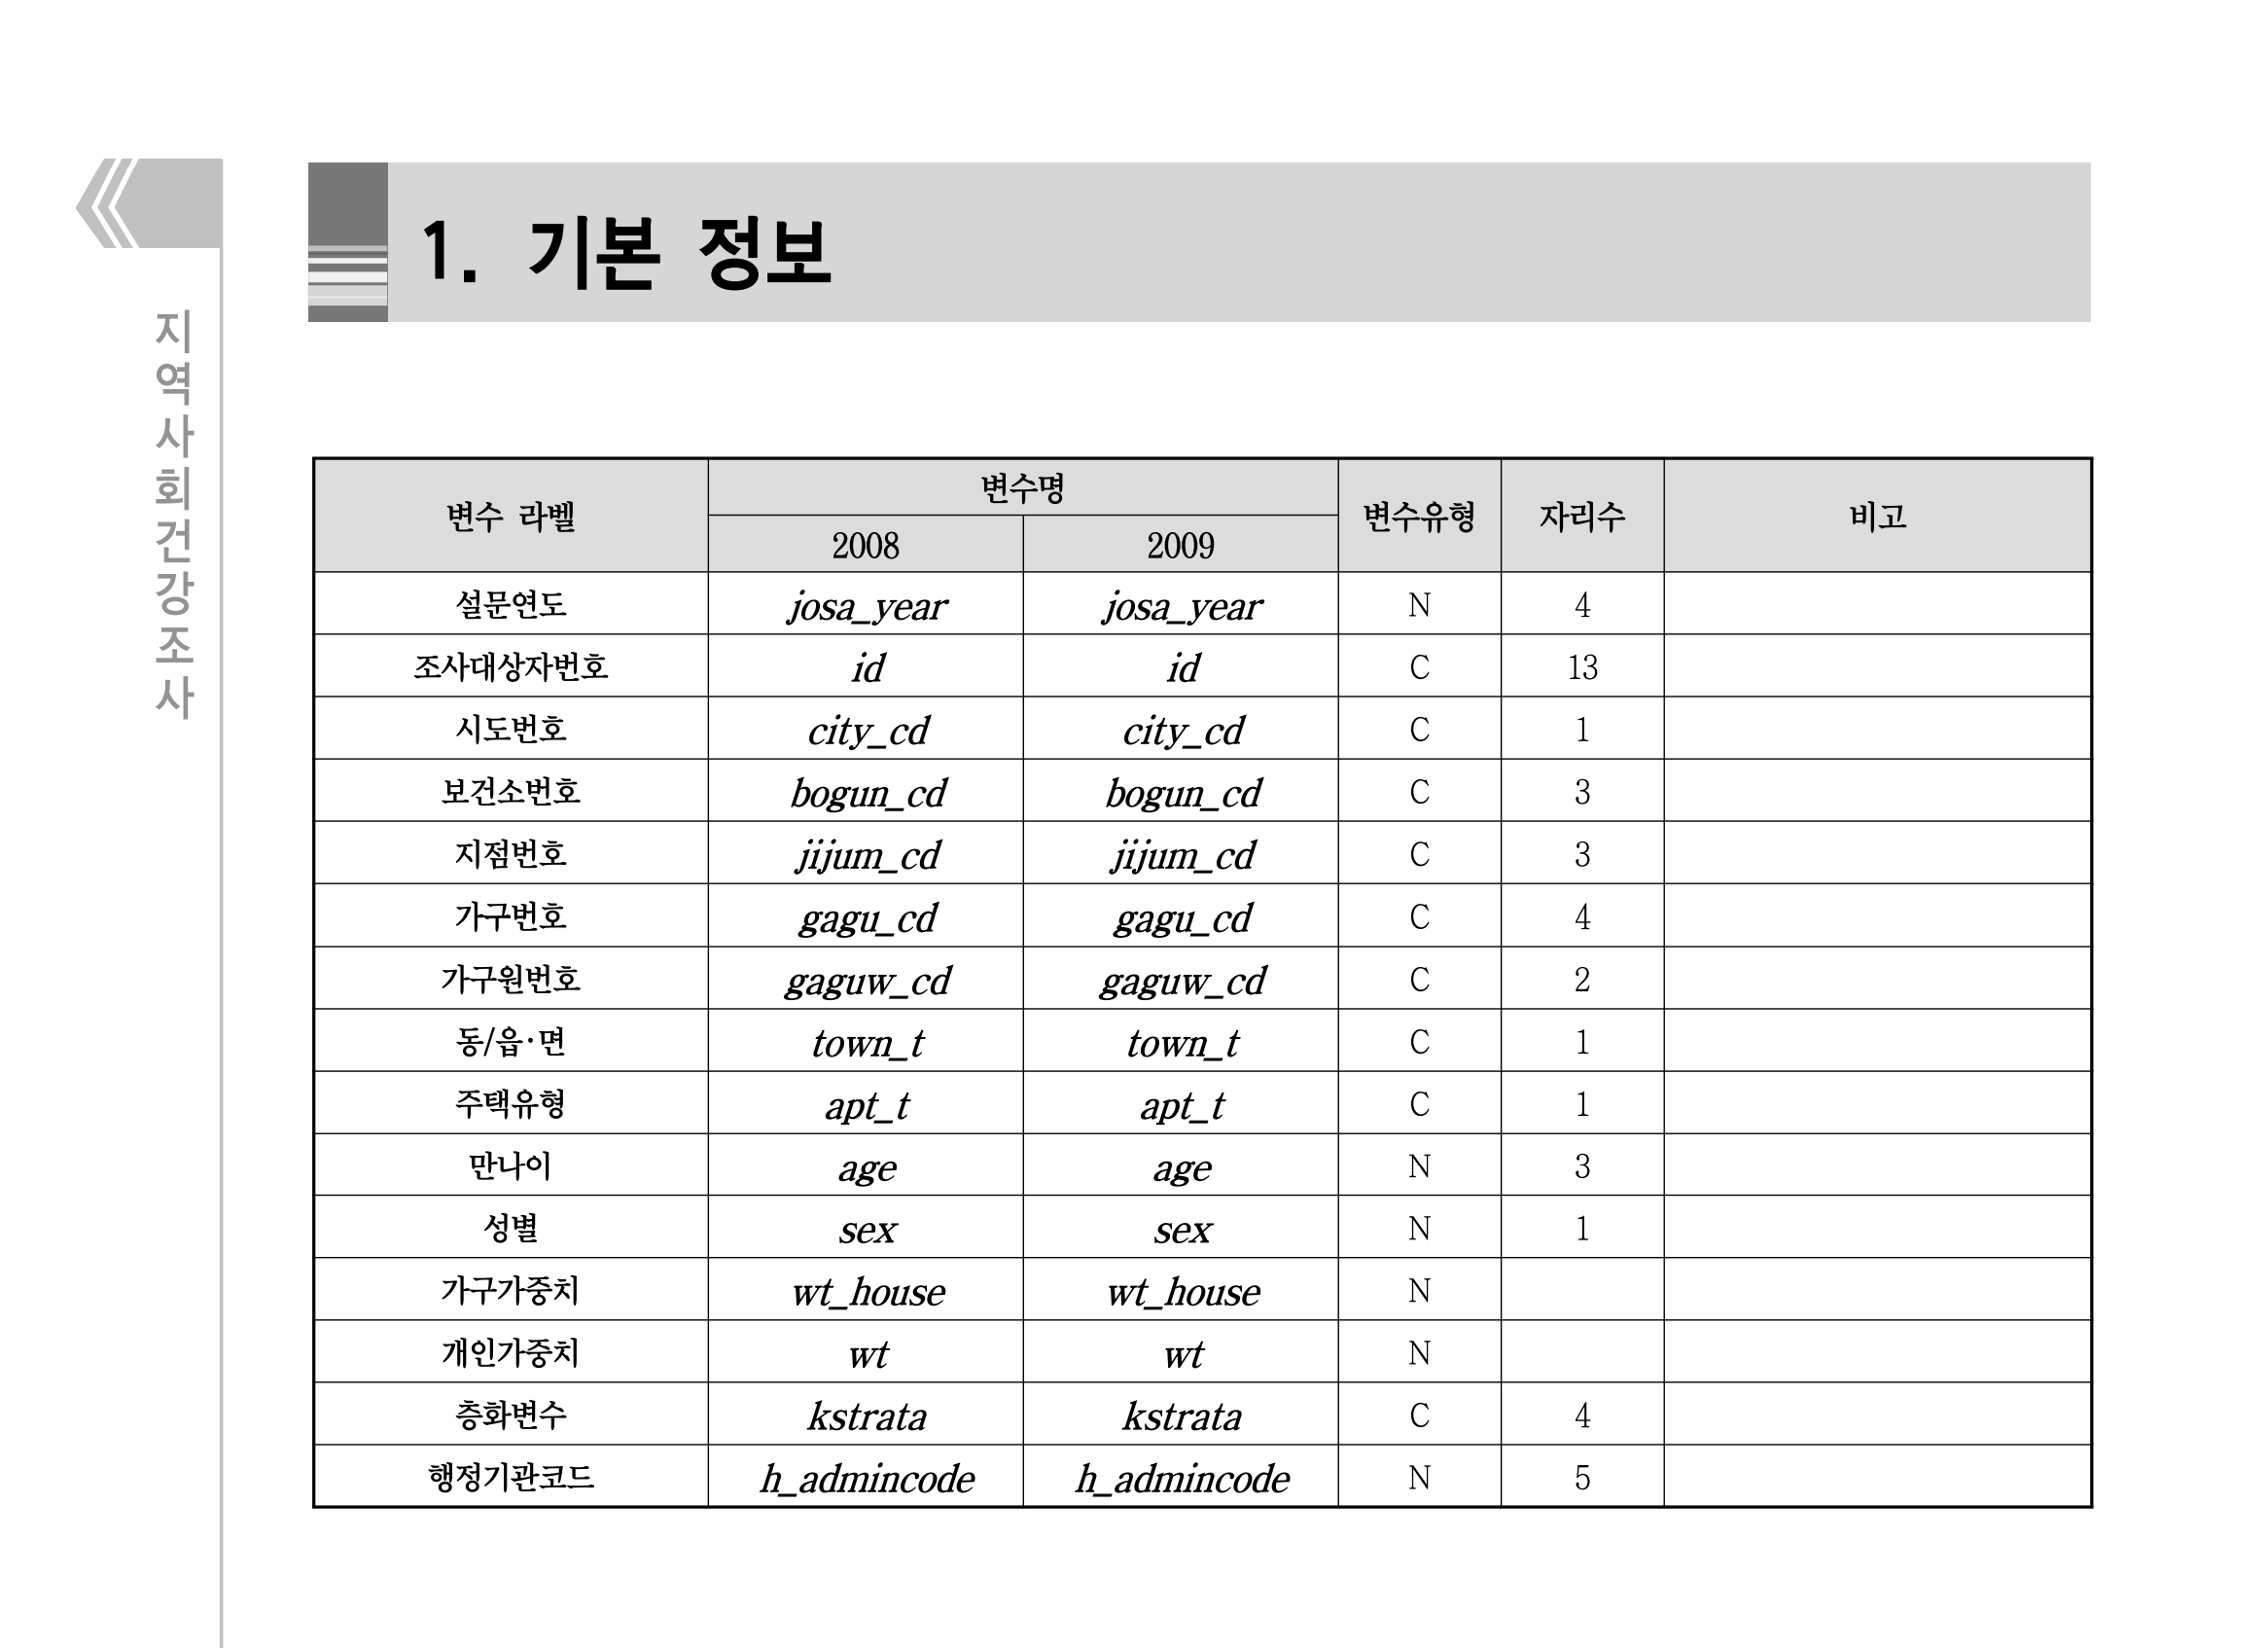 지역사회건강조사
1. 기본 정보
변수 라벨 변수명 변수유형 자리수 비고
2008 2009
설문연도 josa_year josa_year N 4
조사대상자번호 id id C 13
시도번호 city_cd city_cd C 1
보건소번호 bogun_cd bogun_cd C 3
지점번호 jijum_cd jijum_cd C 3
가구번호 gagu_cd gagu_cd C 4
가구원번호 gaguw_cd gaguw_cd C 2
동/읍·면 town_t town_t C 1
주택유형 apt_t apt_t C 1
만나이 age age N 3
성별 sex sex N 1
가구가중치 wt_house wt_house N
개인가중치 wt wt N
층화변수 kstrata kstrata C 4
행정기관코드 h_admincode h_admincode N 5